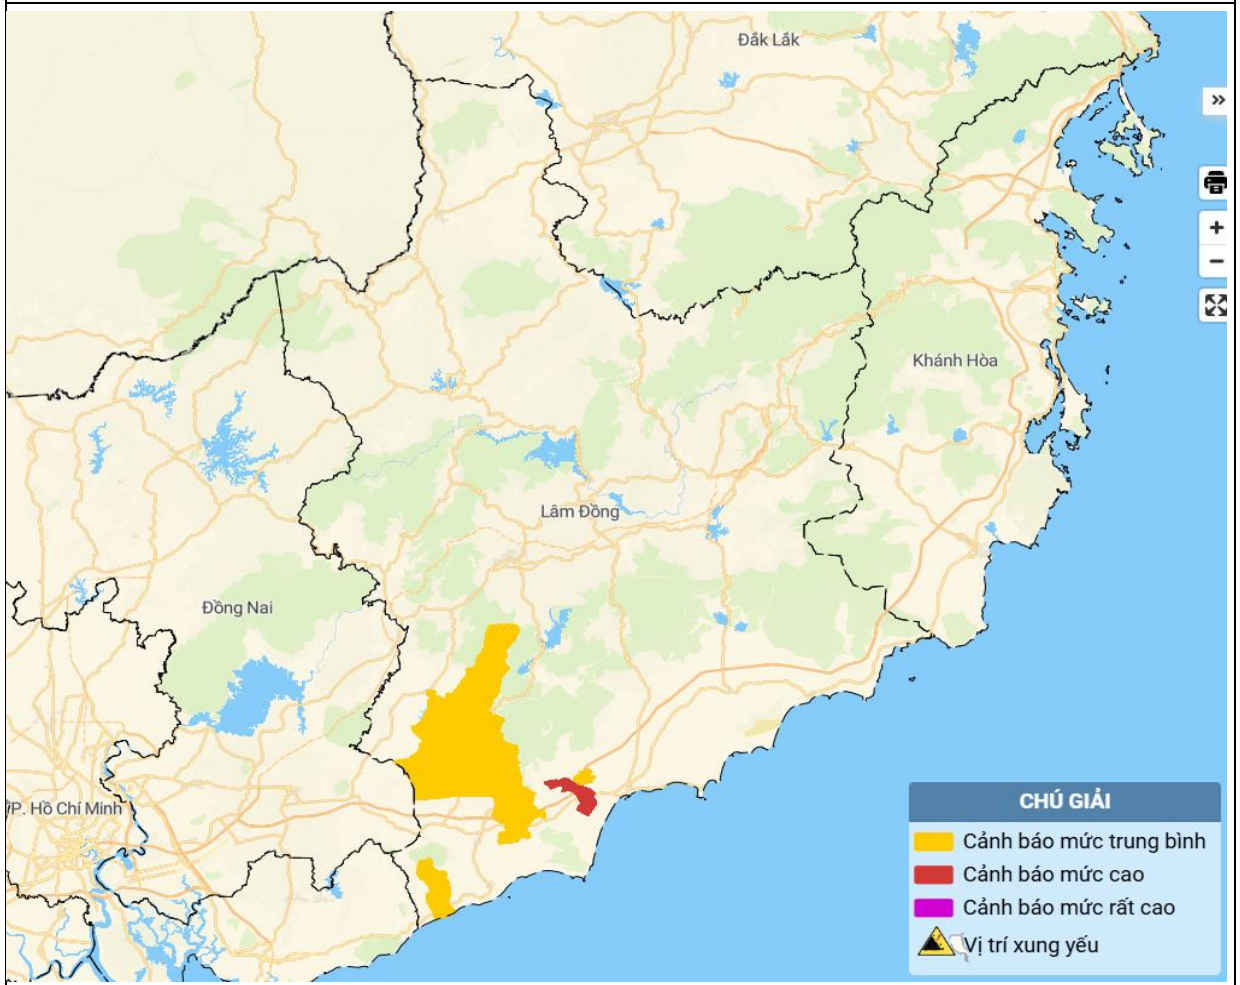 Đắk Lắk
»
+
−
Khánh Hòa
Lâm Đồng
Đồng Nai
P. Hồ Chí Minh
CHÚ GIẢI
Cảnh báo mức trung bình
Cảnh báo mức cao
Cảnh báo mức rất cao
Vị trí xung yếu